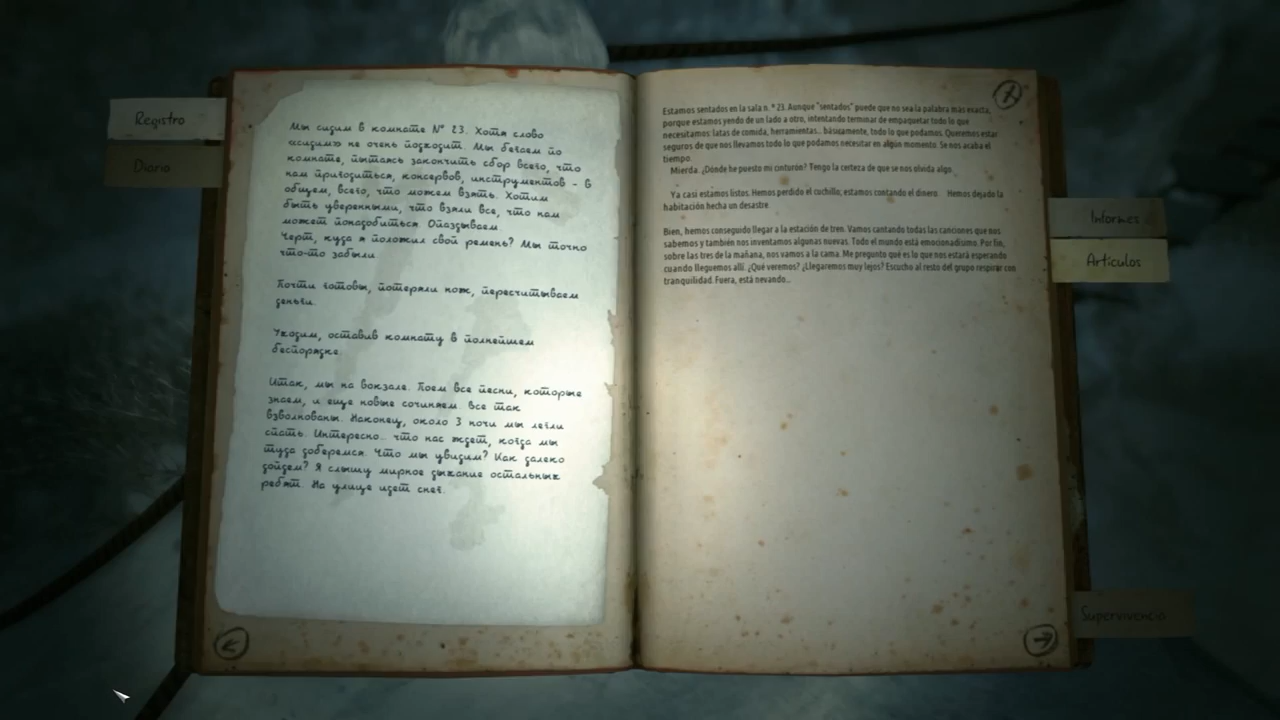 Registro
Diario
Мы сидим в комнате № 23. Хотя слово
«сидим» не очень подходит. Мы бегаем по
комнате, пытаясь закончить сбор всего, что
нам пригодиться, консервов, инструментов - в
общем, всего, что можем взять. Хотим
быть уверенными, что взяли все, что нам
может понадобиться. Опаздываем.
Черт, куда я положил свой ремень? Мы точно
что-то забыли
Почти готовы, потеряли нож, пересчитываем
деньги.
Уходим, оставив комнату в полнейшем
беспорядке.
Итак, мы на вокзале. Поем все песни, которые
знаем, и еще новые сочиняем. Все так
взволнованы. Наконец, около 3 ночи мы легли
спать. Интересно.. что нас ждет, когда мы
туда доберемся. Что мы увидим? Как далеко
дойдем? Я слышу мирное дыхание остальных
ребят. На улице идет снег.
Estamos sentados en la sala n. º 23. Aunque "sentados" puede que no sea la palabra más exacta,
porque estamos yendo de un lado a otro, intentando terminar de empaquetar todo lo que
necesitamos: latas de comida, herramientas... básicamente, todo lo que podamos. Queremos estar
seguros de que nos llevamos todo lo que podamos necesitar en algún momento. Se nos acaba el
tiempo.
Mierda. ¿Dónde he puesto mi cinturón? Tengo la certeza de que se nos olvida algo.
Ya casi estamos listos. Hemos perdido el cuchillo; estamos contando el dinero. Hemos dejado la
habitación hecha un desastre.
Bien, hemos conseguido llegar a la estación de tren. Vamos cantando todas las canciones que nos
sabemos y también nos inventamos algunas nuevas. Todo el mundo está emocionadísimo. Por fin,
sobre las tres de la mañana, nos vamos a la cama. Me pregunto qué es lo que nos estará esperando
cuando lleguemos allí. ¿Qué veremos? ¿Llegaremos muy lejos? Escucho al resto del grupo respirar con
tranquilidad. Fuera, está nevando...
Informes
Artículos
Supervivencia